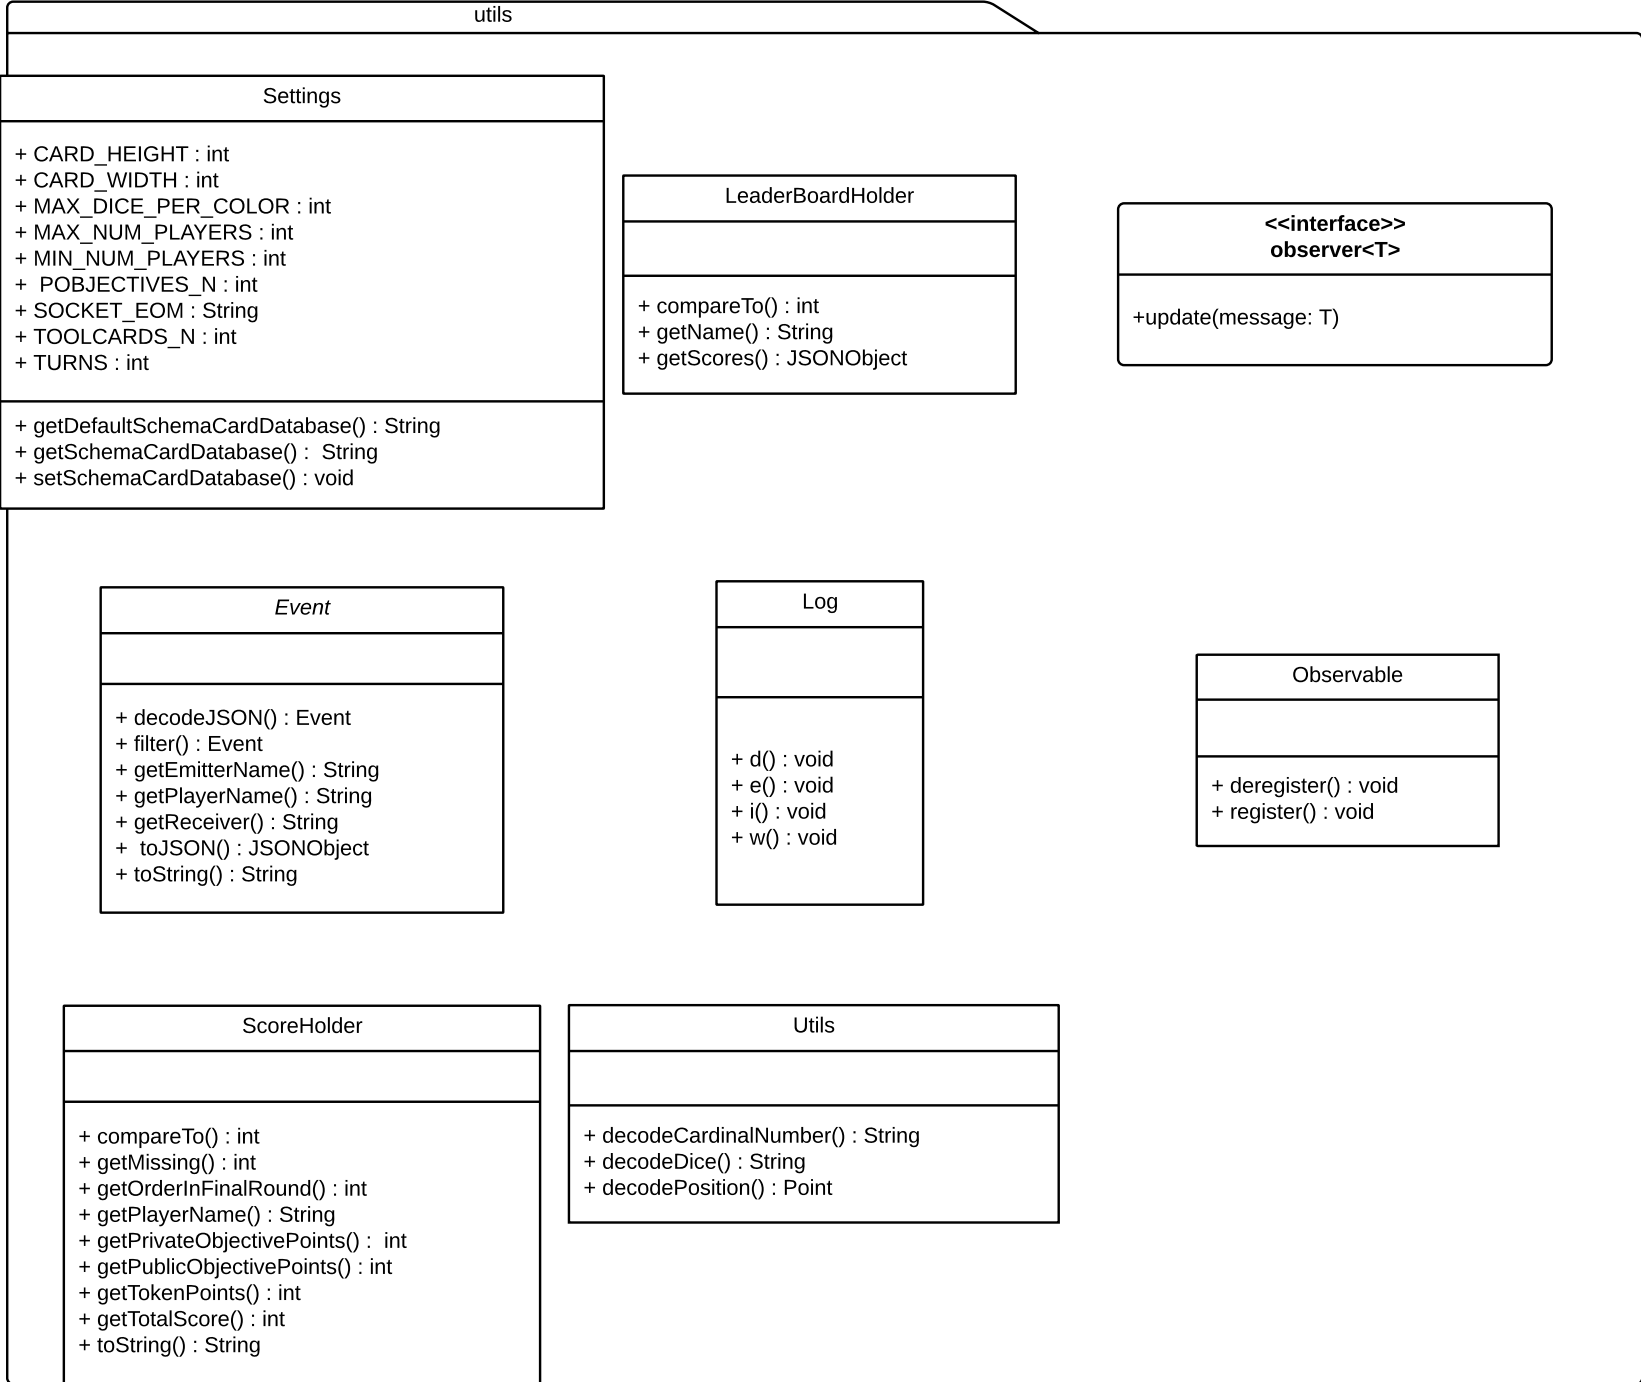 utils
Settings
+ CARD_HEIGHT : int
+ CARD_WIDTH : int
+ MAX_DICE_PER_COLOR : int
+ MAX_NUM_PLAYERS : int
+ MIN_NUM_PLAYERS : int
+  POBJECTIVES_N : int
+ SOCKET_EOM : String
+ TOOLCARDS_N : int
+ TURNS : int
+ getDefaultSchemaCardDatabase() : String
+ getSchemaCardDatabase() :  String
+ setSchemaCardDatabase() : void
LeaderBoardHolder
+ compareTo() : int
+ getName() : String
+ getScores() : JSONObject
<<interface>>
observer<T>
+update(message: T)
Event
+ decodeJSON() : Event
+ filter() : Event
+ getEmitterName() : String
+ getPlayerName() : String
+ getReceiver() : String
+  toJSON() : JSONObject
+ toString() : String
Log
+ d() : void
+ e() : void
+ i() : void
+ w() : void
Observable
+ deregister() : void
+ register() : void
ScoreHolder
+ compareTo() : int
+ getMissing() : int
+ getOrderInFinalRound() : int
+ getPlayerName() : String
+ getPrivateObjectivePoints() :  int
+ getPublicObjectivePoints() : int
+ getTokenPoints() : int
+ getTotalScore() : int
+ toString() : String
Utils
+ decodeCardinalNumber() : String
+ decodeDice() : String
+ decodePosition() : Point